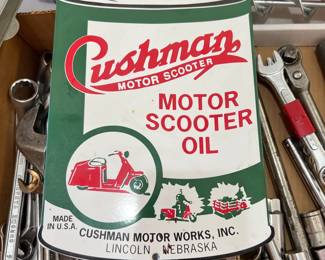 Cushman
MOTOR SCOOTER
MOTOR
SCOOTER
OIL
MADE
IN U.S.A.
CUSHMAN MOTOR WORKS, INC.
LINCOLN, NEBRASKA